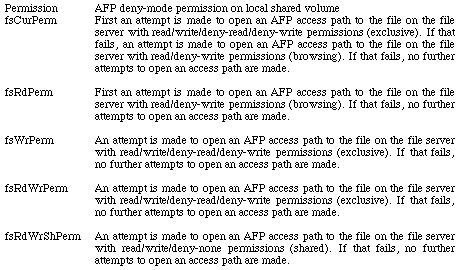 Permission AFP deny-mode permission on local shared volume
fsCurPerm First an attempt is made to open an AFP access path to the file on the file
server with read/write/deny-read/deny-write permissions (exclusive). If that
fails, an attempt is made to open an AFP access path to the file on the file
server with read/deny-write permissions (browsing). If that fails, no further
attempts to open an access path are made.
fsRdPerm First an attempt is made to open an AFP access path to the file on the file
server with read/deny-write permissions (browsing). If that fails, no further
attempts to open an access path are made.
fsWrPerm An attempt is made to open an AFP access path to the file on the file server
with read/write/deny-read/deny-write permissions (exclusive). If that fails,
no further attempts to open an access path are made.
fsRdWrPerm An attempt is made to open an AFP access path to the file on the file server
with read/write/deny-read/deny-write permissions (exclusive). If that fails,
no further attempts to open an access path are made.
fsRdWrShPerm An attempt is made to open an AFP access path to the file on the file server
with read/write/deny-none permissions (shared). If that fails, no further
attempts to open an access path are made.